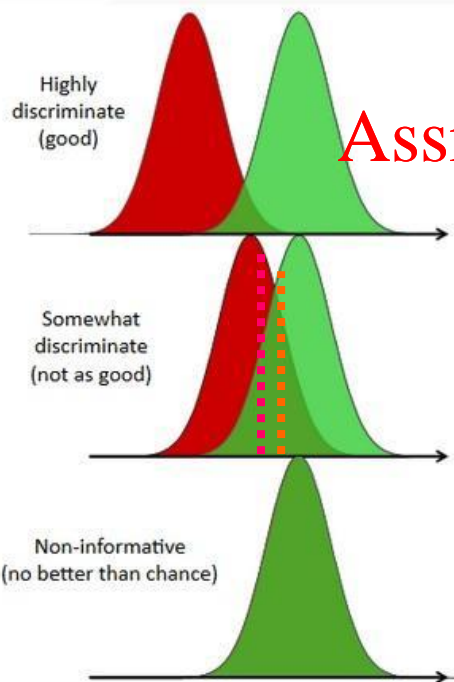 Highly
discriminate
(good)
Somewhat
discriminate
(not as good)
Non-informative
(no better than chance)